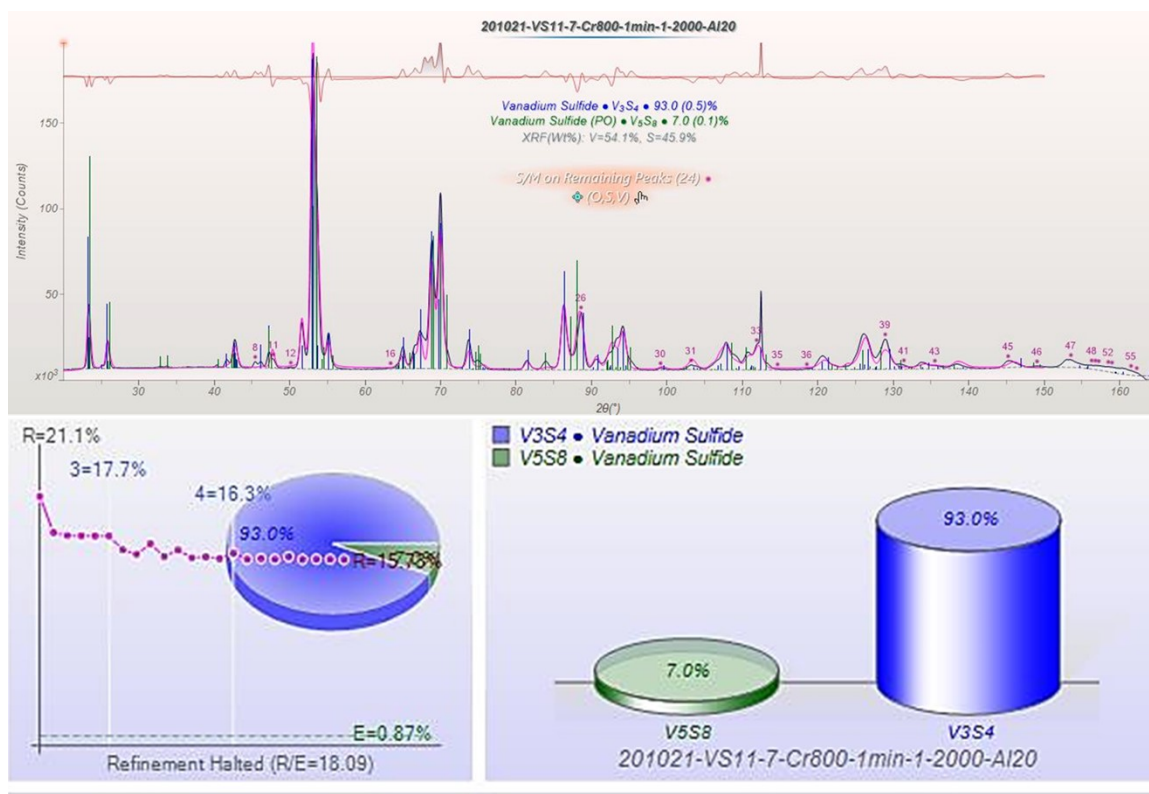 201021-VS11-7-Cr800-1min-1-2000-Al20
Vanadium Sulfide ● V₃S₄ ● 93.0 (0.5)%
Vanadium Sulfide (PO) ● V₅S₈ ● 7.0 (0.1)%
XRF(Wt%): V=54.1%, S=45.9%
S/M on Remaining Peaks (24)
(O,S,V)
Intensity (Counts)
150
100
50
x10³
8
11
12
16
26
30
31
33
35
36
39
41
43
45
46
47
48
52
55
30
40
50
60
70
80
90
100
110
120
130
140
150
160
2θ(°)
R=21.1%
3=17.7%
4=16.3%
93.0%
E=0.87%
Refinement Halted (R/E=18.09)
V3S4 ● Vanadium Sulfide
V5S8 ● Vanadium Sulfide
93.0%
7.0%
V5S8
V3S4
201021-VS11-7-Cr800-1min-1-2000-Al20